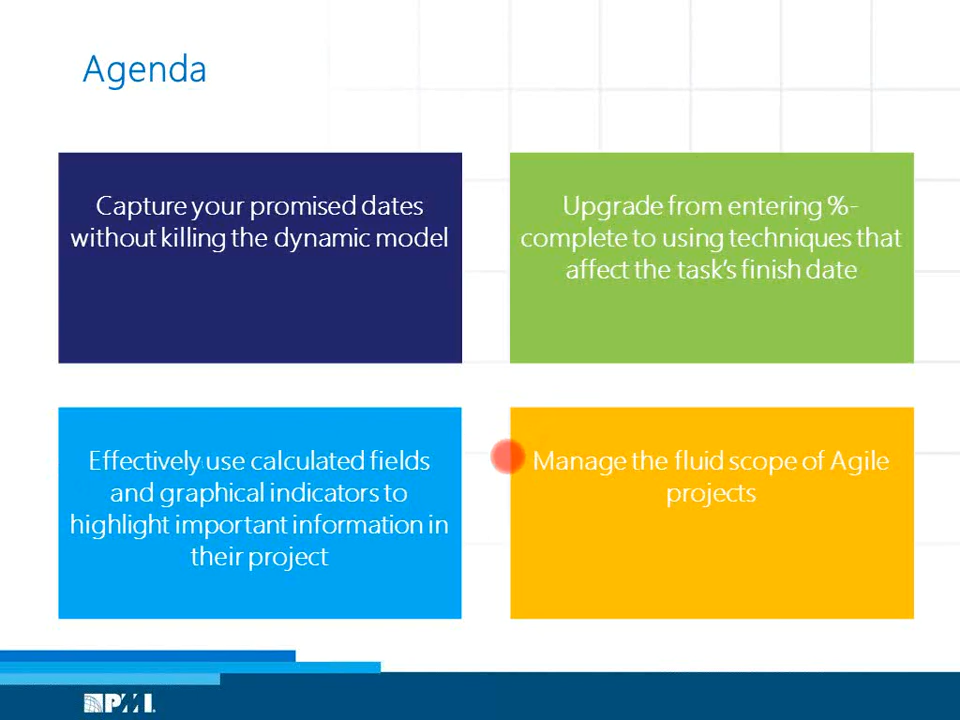 Agenda
Capture your promised dates
without killing the dynamic model
Upgrade from entering %-
complete to using techniques that
affect the task's finish date
Effectively use calculated fields
and graphical indicators to
highlight important information in
their project
Manage the fluid scope of Agile
projects
PMI